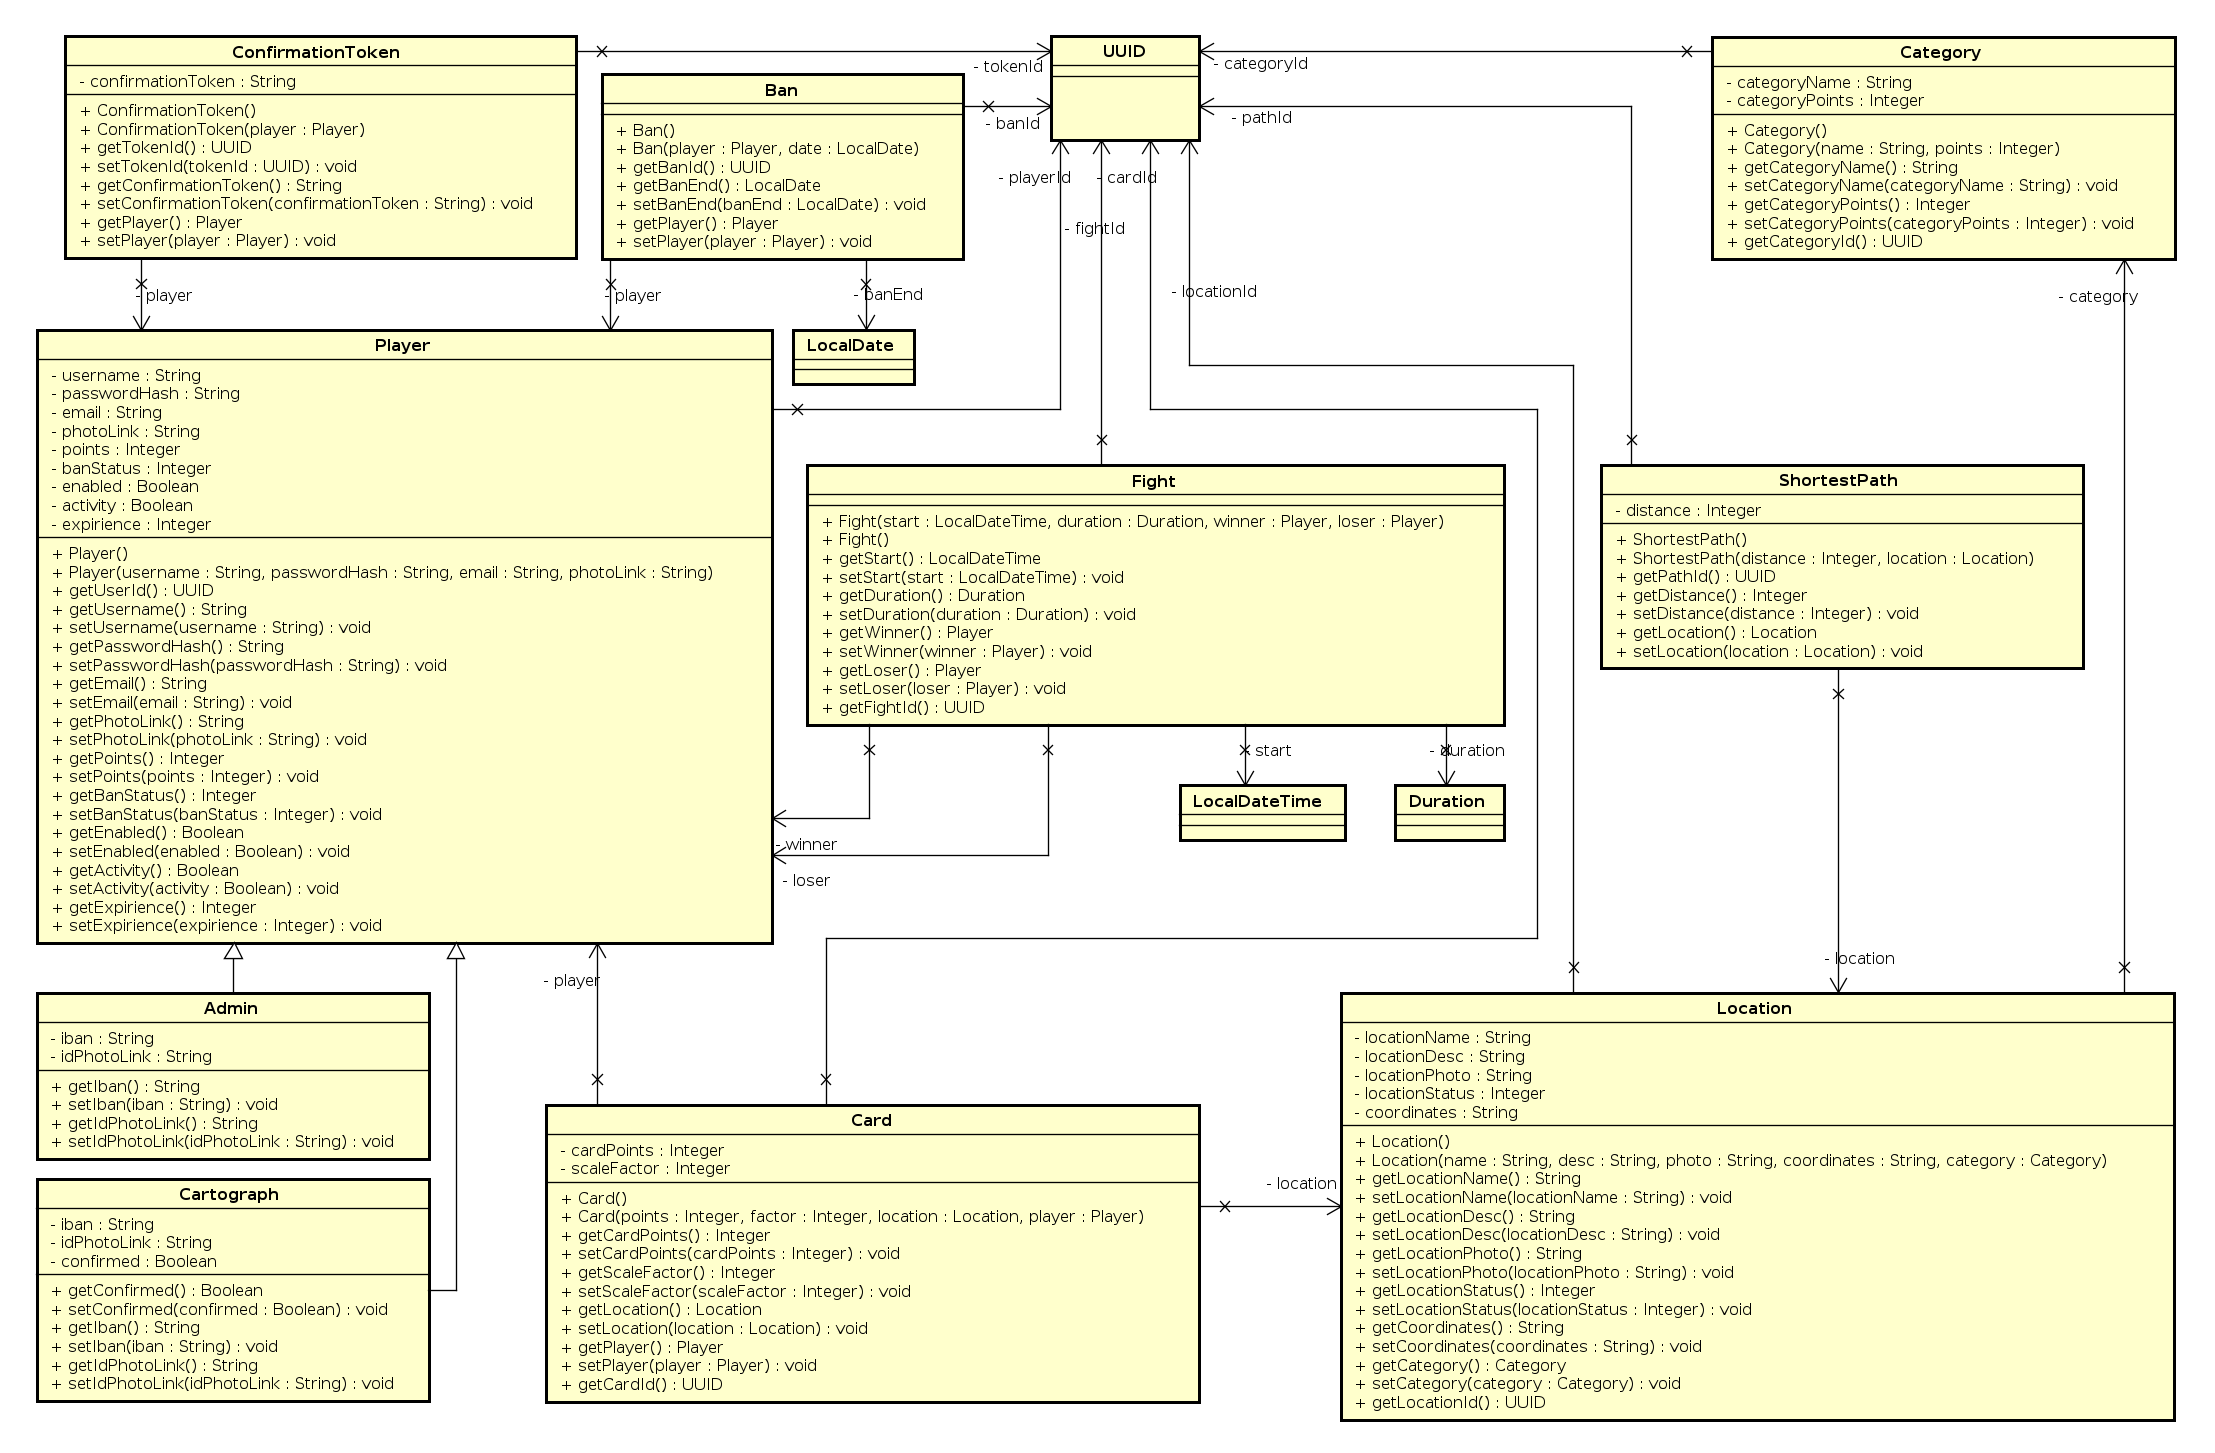 ConfirmationToken
- confirmationToken : String
+ ConfirmationToken()
+ ConfirmationToken(player : Player)
+ getTokenId() : UUID
+ setTokenId(tokenId : UUID) : void
+ getConfirmationToken() : String
+ setConfirmationToken(confirmationToken : String) : void
+ getPlayer() : Player
+ setPlayer(player : Player) : void
- tokenId
Ban
+ Ban()
+ Ban(player : Player, date : LocalDate)
+ getBanId() : UUID
+ getBanEnd() : LocalDate
+ setBanEnd(banEnd : LocalDate) : void
+ getPlayer() : Player
+ setPlayer(player : Player) : void
- banId
UUID
- categoryId
- pathId
- playerId
- cardId
- fightId
- locationId
Category
- categoryName : String
- categoryPoints : Integer
+ Category()
+ Category(name : String, points : Integer)
+ getCategoryName() : String
+ setCategoryName(categoryName : String) : void
+ getCategoryPoints() : Integer
+ setCategoryPoints(categoryPoints : Integer) : void
+ getCategoryId() : UUID
- category
- player
- player
- banEnd
LocalDate
Player
- username : String
- passwordHash : String
- email : String
- photoLink : String
- points : Integer
- banStatus : Integer
- enabled : Boolean
- activity : Boolean
- expirience : Integer
+ Player()
+ Player(username : String, passwordHash : String, email : String, photoLink : String)
+ getUserId() : UUID
+ getUsername() : String
+ setUsername(username : String) : void
+ getPasswordHash() : String
+ setPasswordHash(passwordHash : String) : void
+ getEmail() : String
+ setEmail(email : String) : void
+ getPhotoLink() : String
+ setPhotoLink(photoLink : String) : void
+ getPoints() : Integer
+ setPoints(points : Integer) : void
+ getBanStatus() : Integer
+ setBanStatus(banStatus : Integer) : void
+ getEnabled() : Boolean
+ setEnabled(enabled : Boolean) : void
+ getActivity() : Boolean
+ setActivity(activity : Boolean) : void
+ getExpirience() : Integer
+ setExpirience(expirience : Integer) : void
Fight
+ Fight(start : LocalDateTime, duration : Duration, winner : Player, loser : Player)
+ Fight()
+ getStart() : LocalDateTime
+ setStart(start : LocalDateTime) : void
+ getDuration() : Duration
+ setDuration(duration : Duration) : void
+ getWinner() : Player
+ setWinner(winner : Player) : void
+ getLoser() : Player
+ setLoser(loser : Player) : void
+ getFightId() : UUID
- start
- duration
LocalDateTime
Duration
- winner
- loser
ShortestPath
- distance : Integer
+ ShortestPath()
+ ShortestPath(distance : Integer, location : Location)
+ getPathId() : UUID
+ getDistance() : Integer
+ setDistance(distance : Integer) : void
+ getLocation() : Location
+ setLocation(location : Location) : void
- location
- player
Admin
- iban : String
- idPhotoLink : String
+ getIban() : String
+ setIban(iban : String) : void
+ getIdPhotoLink() : String
+ setIdPhotoLink(idPhotoLink : String) : void
Cartograph
- iban : String
- idPhotoLink : String
- confirmed : Boolean
+ getConfirmed() : Boolean
+ setConfirmed(confirmed : Boolean) : void
+ getIban() : String
+ setIban(iban : String) : void
+ getIdPhotoLink() : String
+ setIdPhotoLink(idPhotoLink : String) : void
Card
- cardPoints : Integer
- scaleFactor : Integer
+ Card()
+ Card(points : Integer, factor : Integer, location : Location, player : Player)
+ getCardPoints() : Integer
+ setCardPoints(cardPoints : Integer) : void
+ getScaleFactor() : Integer
+ setScaleFactor(scaleFactor : Integer) : void
+ getLocation() : Location
+ setLocation(location : Location) : void
+ getPlayer() : Player
+ setPlayer(player : Player) : void
+ getCardId() : UUID
- location
Location
- locationName : String
- locationDesc : String
- locationPhoto : String
- locationStatus : Integer
- coordinates : String
+ Location()
+ Location(name : String, desc : String, photo : String, coordinates : String, category : Category)
+ getLocationName() : String
+ setLocationName(locationName : String) : void
+ getLocationDesc() : String
+ setLocationDesc(locationDesc : String) : void
+ getLocationPhoto() : String
+ setLocationPhoto(locationPhoto : String) : void
+ getLocationStatus() : Integer
+ setLocationStatus(locationStatus : Integer) : void
+ getCoordinates() : String
+ setCoordinates(coordinates : String) : void
+ getCategory() : Category
+ setCategory(category : Category) : void
+ getLocationId() : UUID